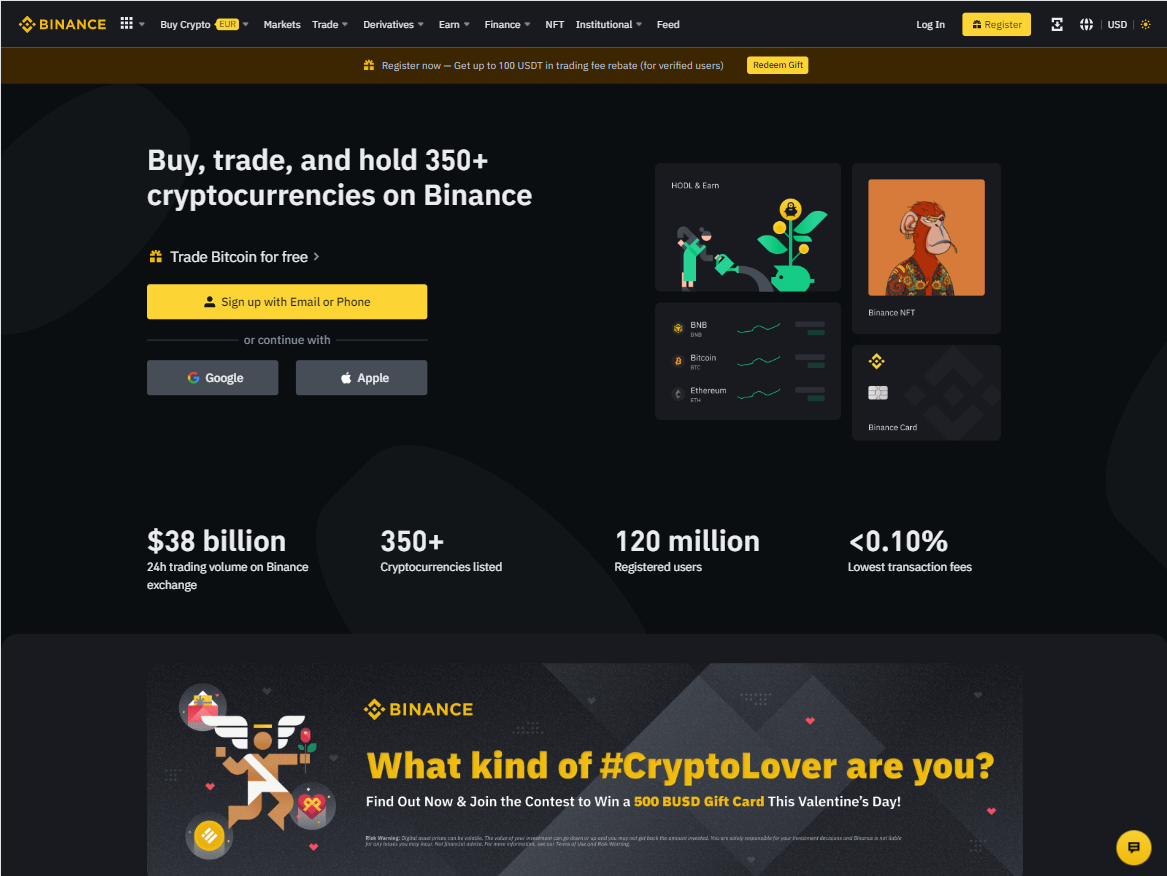 BINANCE
Buy Crypto EUR
Markets
Trade
Derivatives
Earn
Finance
NFT
Institutional
Feed
Log In
Register
USD
Register now — Get up to 100 USDT in trading fee rebate (for verified users)
Redeem Gift
Buy, trade, and hold 350+
cryptocurrencies on Binance
Trade Bitcoin for free
Sign up with Email or Phone
or continue with
Google
Apple
HODL & Earn
BNB
BNB
Bitcoin
BTC
Ethereum
ETH
Binance NFT
Binance Card
$38 billion
24h trading volume on Binance
exchange
350+
Cryptocurrencies listed
120 million
Registered users
<0.10%
Lowest transaction fees
BINANCE
What kind of #CryptoLover are you?
Find Out Now & Join the Contest to Win a 500 BUSD Gift Card This Valentine's Day!
Risk Warning: Digital asset prices can be volatile. The value of your investment can go down or up and you may not get back the amount invested. You are solely responsible for your investment decisions and Binance is not liable
for any losses you may incur. Not financial advice. For more information, see our Terms of Use and Risk Warning.